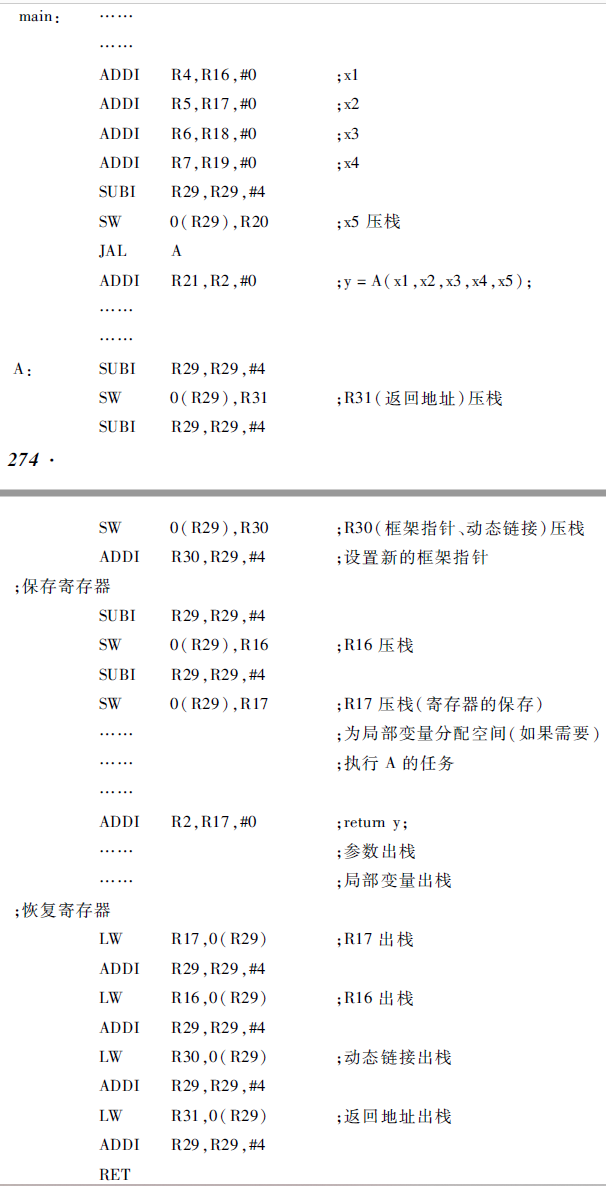 main: ……
……
ADDI R4,R16,#0 ;x1
ADDI R5,R17,#0 ;x2
ADDI R6,R18,#0 ;x3
ADDI R7,R19,#0 ;x4
SUBI R29,R29,#4
SW 0(R29),R20 ;x5 压栈
JAL A
ADDI R21,R2,#0 ;y=A(x1,x2,x3,x4,x5);
……
……
A: SUBI R29,R29,#4
SW 0(R29),R31 ;R31(返回地址)压栈
SUBI R29,R29,#4
274 ·
SW 0(R29),R30 ;R30(框架指针、动态链接)压栈
ADDI R30,R29,#4 ;设置新的框架指针
;保存寄存器
SUBI R29,R29,#4
SW 0(R29),R16 ;R16 压栈
SUBI R29,R29,#4
SW 0(R29),R17 ;R17 压栈(寄存器的保存)
…… ;为局部变量分配空间(如果需要)
…… ;执行 A 的任务
……
ADDI R2,R17,#0 ;return y;
…… ;参数出栈
…… ;局部变量出栈
;恢复寄存器
LW R17,0(R29) ;R17 出栈
ADDI R29,R29,#4
LW R16,0(R29) ;R16 出栈
ADDI R29,R29,#4
LW R30,0(R29) ;动态链接出栈
ADDI R29,R29,#4
LW R31,0(R29) ;返回地址出栈
ADDI R29,R29,#4
RET